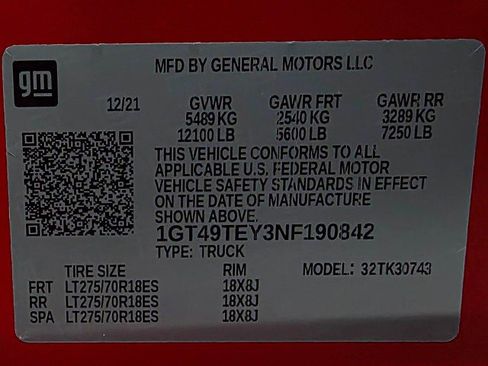 gm
MFD BY GENERAL MOTORS LLC
12/21 GVWR GAWR FRT GAWR RR
5489 KG 2540 KG 3289 KG
12100 LB 5600 LB 7250 LB
THIS VEHICLE CONFORMS TO ALL
APPLICABLE U.S. FEDERAL MOTOR
VEHICLE SAFETY STANDARDS IN EFFECT
ON THE DATE OF MANUFACTURE
SHOWN ABOVE.
1GT49TEY3NF190842
TYPE: TRUCK
TIRE SIZE RIM MODEL: 32TK30743
FRT LT275/70R18ES 18X8J
RR LT275/70R18ES 18X8J
SPA LT275/70R18ES 18X8J